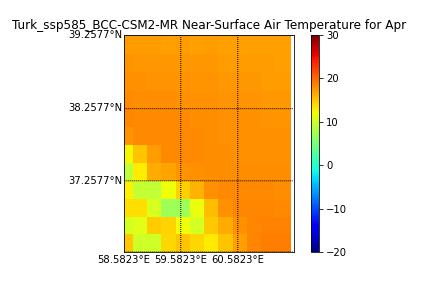 Turk_ssp585_BCC-CSM2-MR Near-Surface Air Temperature for Apr
39.2577°N
38.2577°N
37.2577°N
58.5823°E 59.5823°E 60.5823°E
30
20
10
0
−10
−20